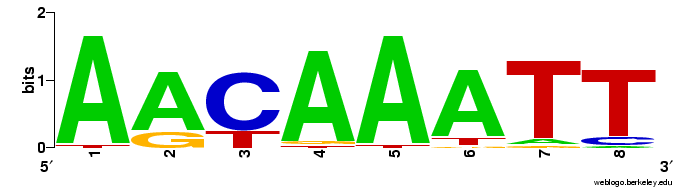 2
bits
1
0
A A C A A A T T
G T A C
5′ 1 2 3 4 5 6 7 8 3′
weblogo.berkeley.edu